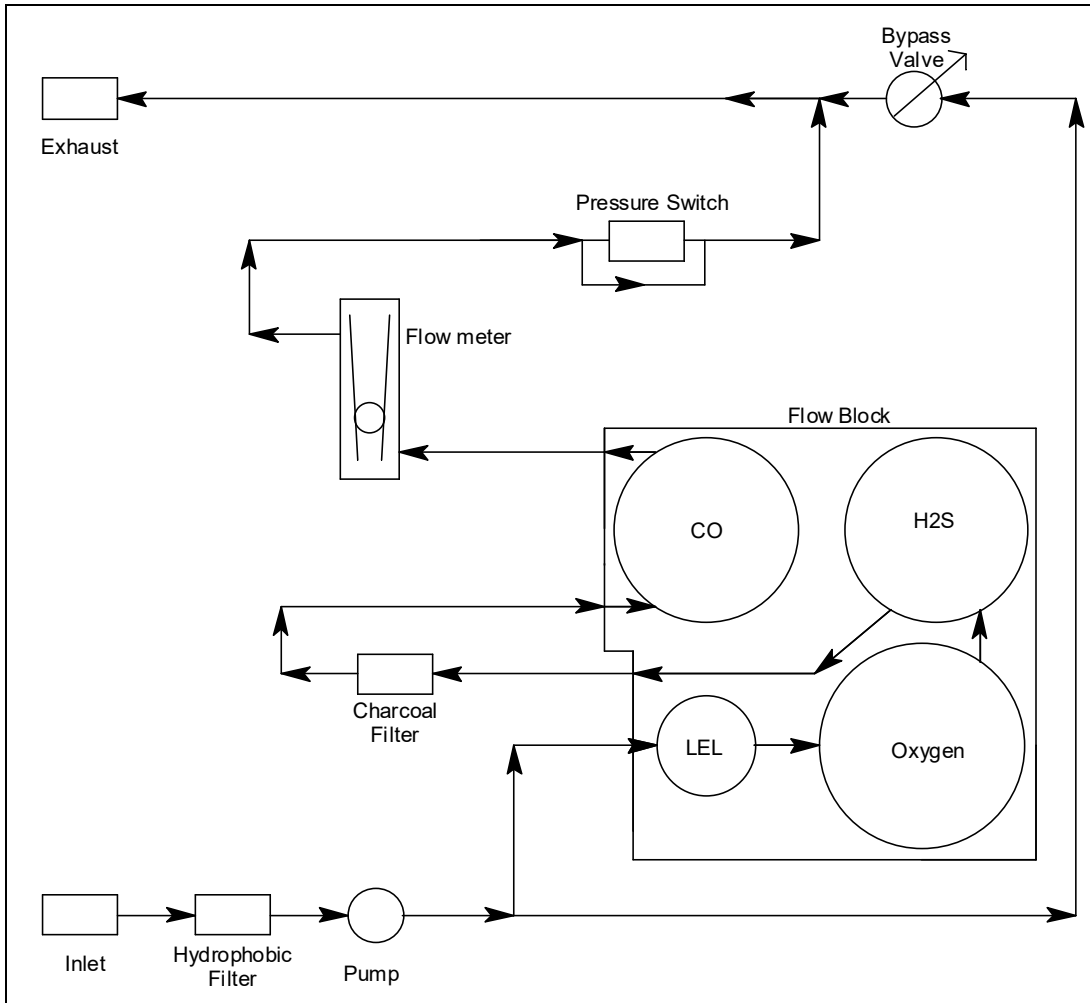 Bypass
Valve
Exhaust
Pressure Switch
Flow meter
Flow Block
CO
H2S
Charcoal
Filter
LEL
Oxygen
Inlet
Hydrophobic
Filter
Pump